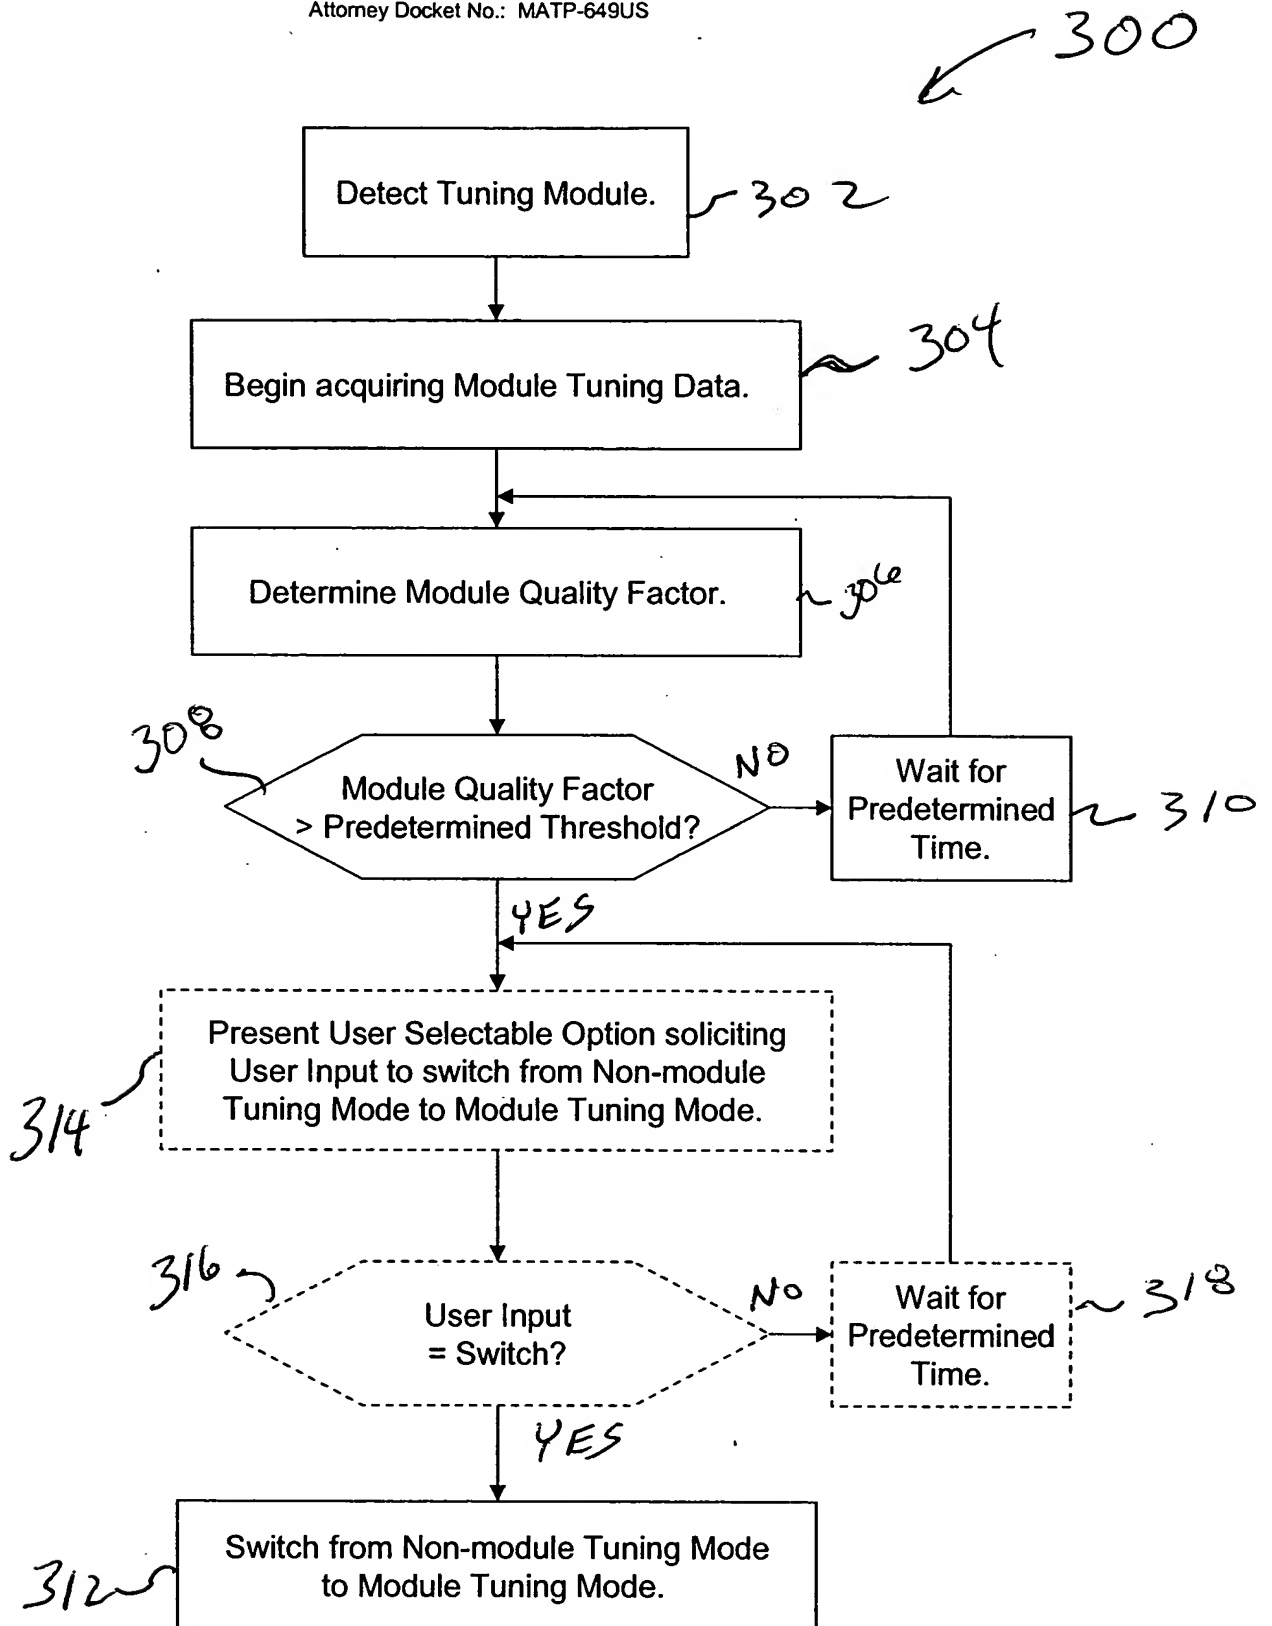 Attorney Docket No.: MATP-649US
300
Detect Tuning Module.
302
Begin acquiring Module Tuning Data.
304
Determine Module Quality Factor.
306
308
Module Quality Factor
> Predetermined Threshold?
NO
Wait for
Predetermined
Time.
310
YES
Present User Selectable Option soliciting
User Input to switch from Non-module
Tuning Mode to Module Tuning Mode.
314
316
User Input
= Switch?
NO
Wait for
Predetermined
Time.
318
YES
Switch from Non-module Tuning Mode
to Module Tuning Mode.
312